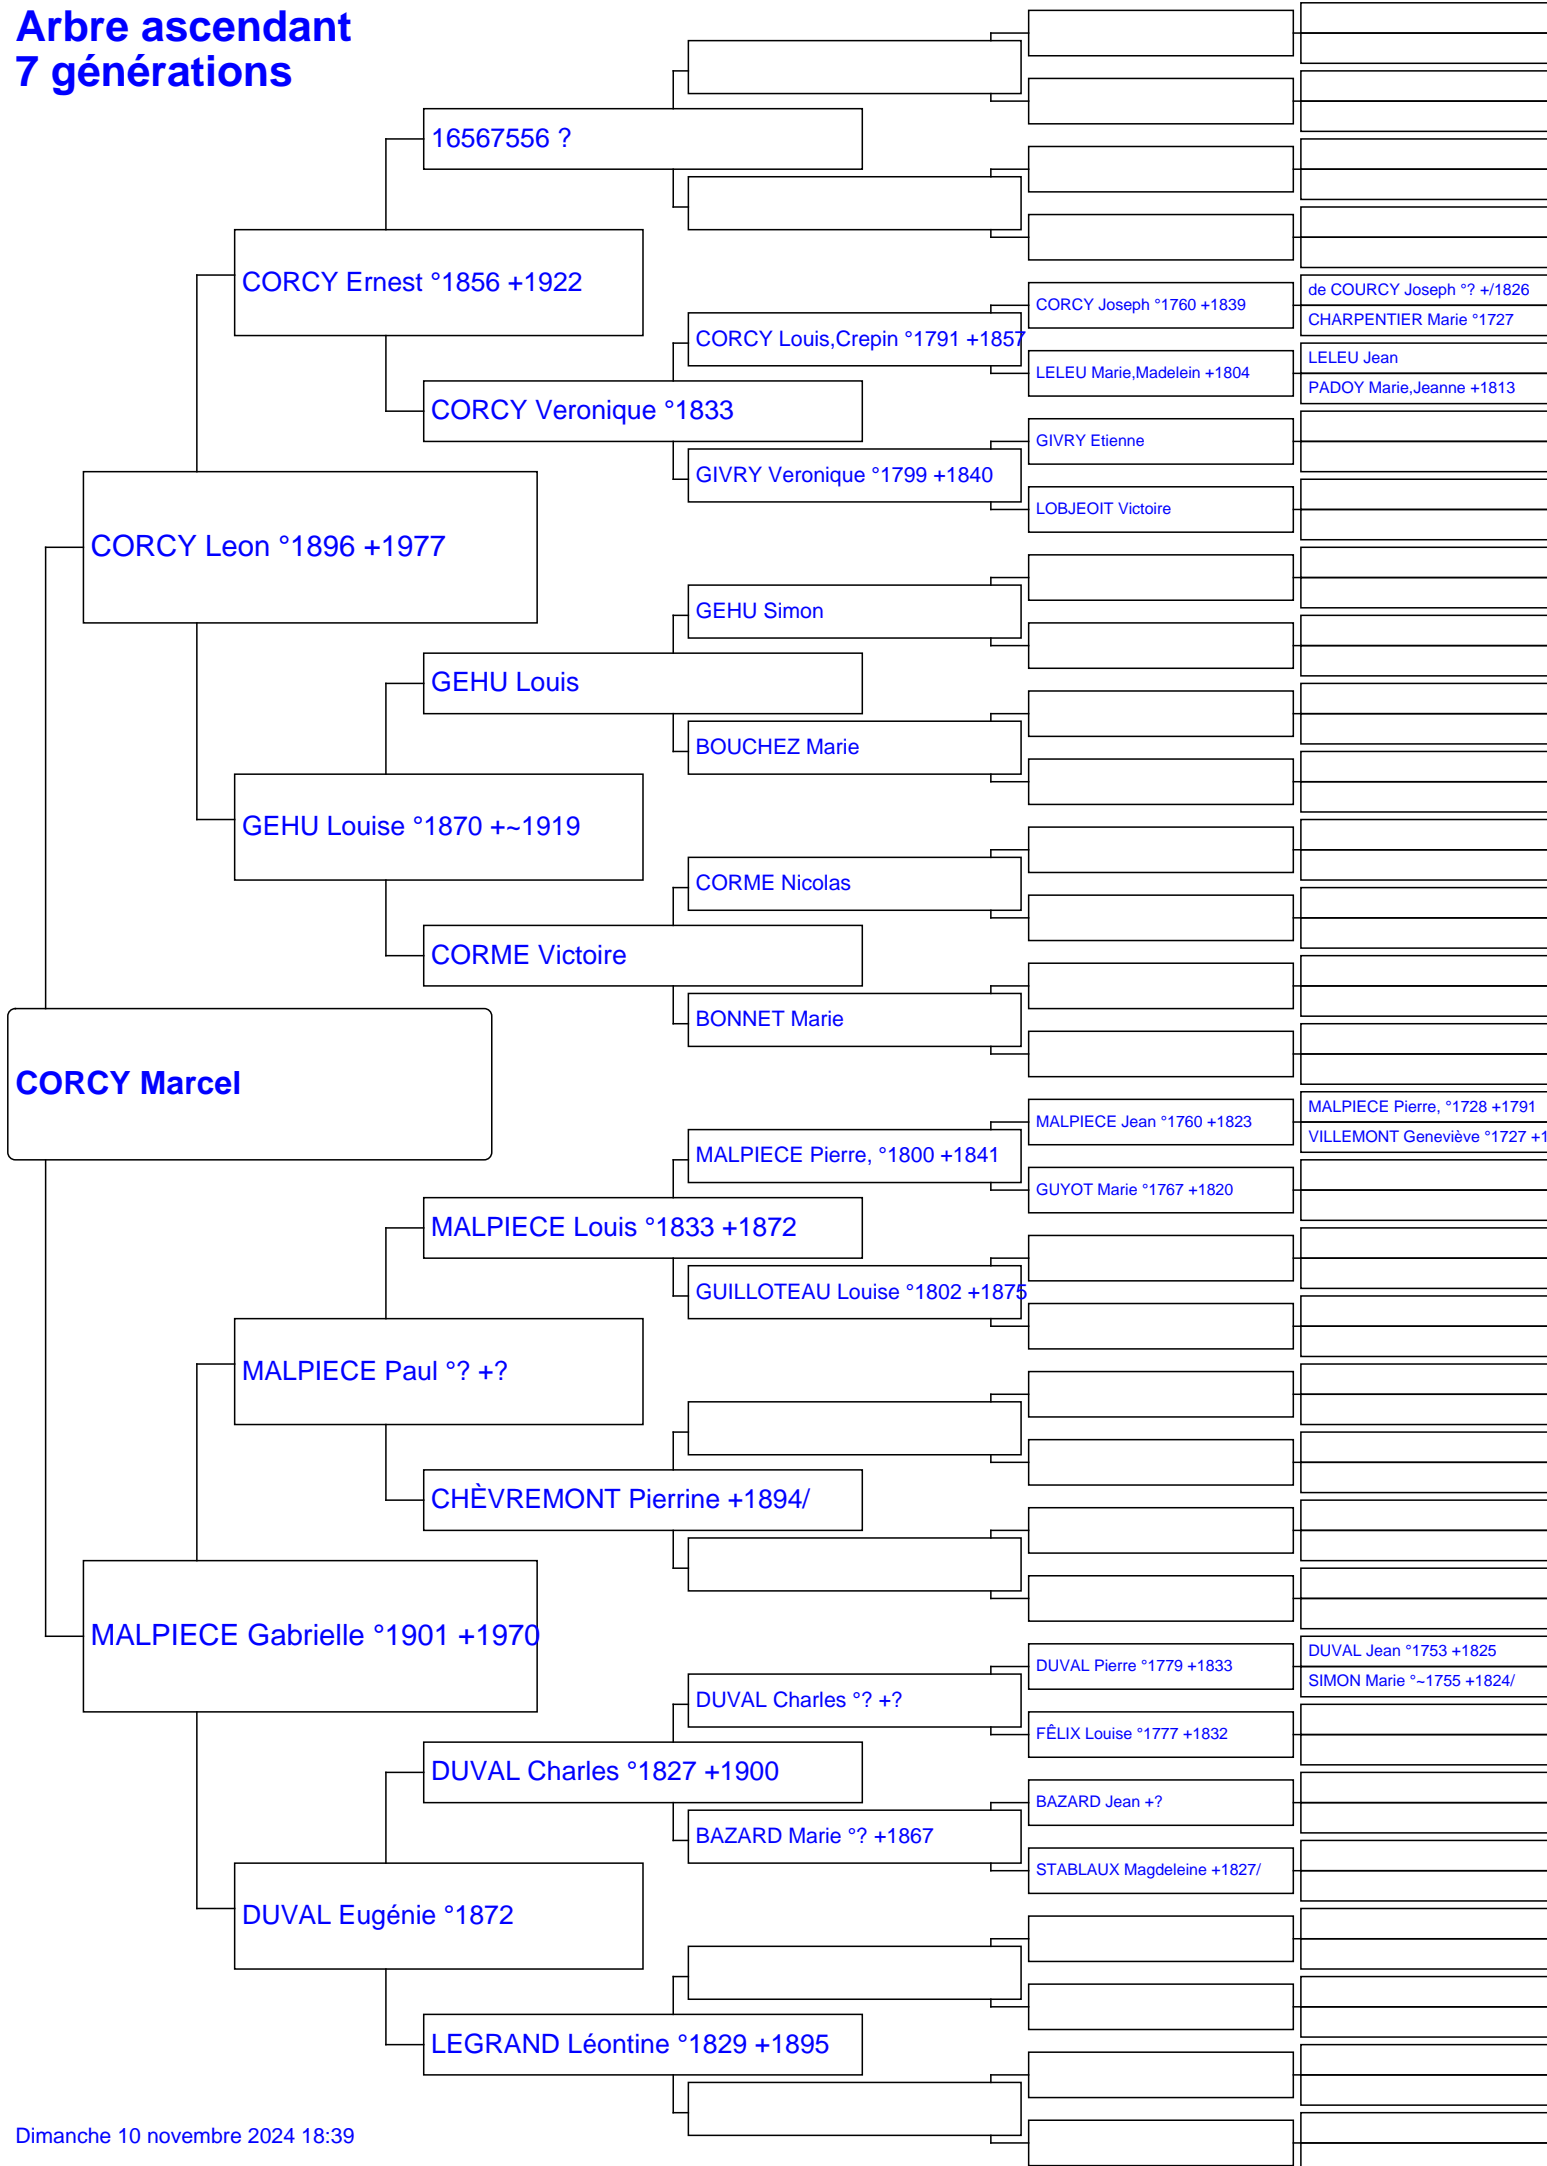 Arbre ascendant
7 générations
16567556 ?
CORCY Ernest °1856 +1922
de COURCY Joseph °? +/1826
CORCY Joseph °1760 +1839
CHARPENTIER Marie °1727
CORCY Louis,Crepin °1791 +1857
LELEU Jean
LELEU Marie,Madelein +1804
PADOY Marie,Jeanne +1813
CORCY Veronique °1833
GIVRY Etienne
GIVRY Veronique °1799 +1840
LOBJEOIT Victoire
CORCY Leon °1896 +1977
GEHU Simon
GEHU Louis
BOUCHEZ Marie
GEHU Louise °1870 +~1919
CORME Nicolas
CORME Victoire
BONNET Marie
CORCY Marcel
MALPIECE Pierre, °1728 +1791
MALPIECE Jean °1760 +1823
VILLEMONT Geneviève °1727 +1
MALPIECE Pierre, °1800 +1841
GUYOT Marie °1767 +1820
MALPIECE Louis °1833 +1872
GUILLOTEAU Louise °1802 +1875
MALPIECE Paul °? +?
CHÈVREMONT Pierrine +1894/
MALPIECE Gabrielle °1901 +1970
DUVAL Jean °1753 +1825
DUVAL Pierre °1779 +1833
SIMON Marie °~1755 +1824/
DUVAL Charles °? +?
FÊLIX Louise °1777 +1832
DUVAL Charles °1827 +1900
BAZARD Jean +?
BAZARD Marie °? +1867
STABLAUX Magdeleine +1827/
DUVAL Eugénie °1872
LEGRAND Léontine °1829 +1895
Dimanche 10 novembre 2024 18:39